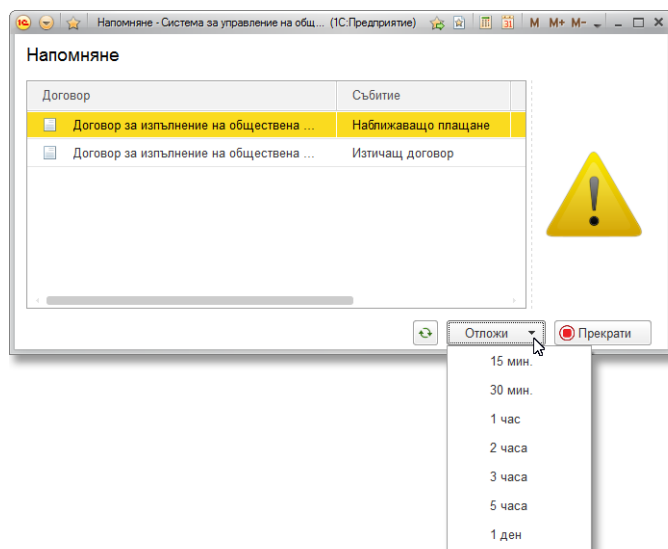 Напомняне - Система за управление на общ... (1С:Предприятие) M M+ M-
Напомняне
Договор Събитие
Договор за изпълнение на обществена ... Наближаващо плащане
Договор за изпълнение на обществена ... Изтичащ договор
Отложи Прекрати
15 мин.
30 мин.
1 час
2 часа
3 часа
5 часа
1 ден